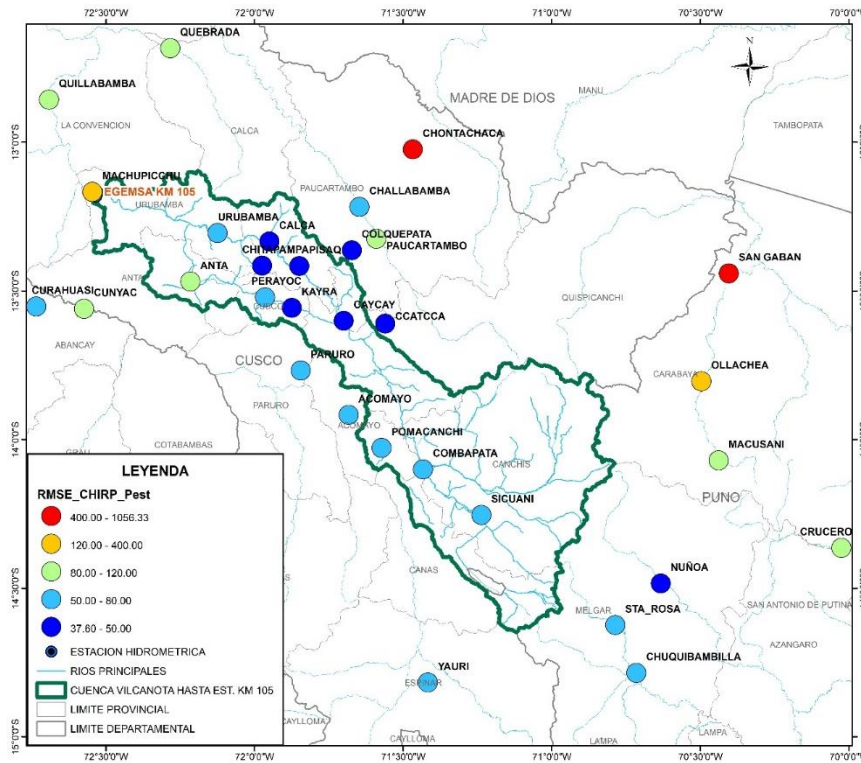 72°30'0"W
72°0'0"W
71°30'0"W
71°0'0"W
70°30'0"W
70°0'0"W
QUEBRADA
N
QUILLABAMBA
MADRE DE DIOS
MANU
LA CONVENCION
TAMBOPATA
CALCA
13°0'0"S
CHONTACHACA
MACHUPICCHU
PAUCARTAMBO
CHALLABAMBA
EGEMSA KM 105
URUBAMBA
URUBAMBA
CALCA
COLQUEPATA
PAUCARTAMBO
SAN GABAN
ANTA
ANTA
PERAYOC
13°30'0"S
CURAHUASI
CUNYAC
KAYRA
CUSCO
QUISPICANCHI
CAYCAY
CCATCCA
ABANCAY
CUSCO
PARURO
OLLACHEA
CARABAYA
PARURO
ACOMAYO
ACOMAYO
COTABAMBAS
POMACANCHI
14°0'0"S
GRAU
COMBAPATA
CANCHIS
MACUSANI
PUNO
SICUANI
CRUCERO
CANAS
NUÑOA
14°30'0"S
MELGAR
STA_ROSA
SAN ANTONIO DE PUTINA
AZANGARO
CHUQUIBAMBILLA
YAURI
ESPINAR
CAYLLOMA
CAYLLOMA
LAMPA
LAMPA
15°0'0"S
LEYENDA
RMSE_CHIRP_Pest
400.00 - 1056.33
120.00 - 400.00
80.00 - 120.00
50.00 - 80.00
37.60 - 50.00
ESTACION HIDROMETRICA
RIOS PRINCIPALES
CUENCA VILCANOTA HASTA EST. KM 105
LIMITE PROVINCIAL
LIMITE DEPARTAMENTAL
72°30'0"W
72°0'0"W
71°30'0"W
71°0'0"W
70°30'0"W
70°0'0"W